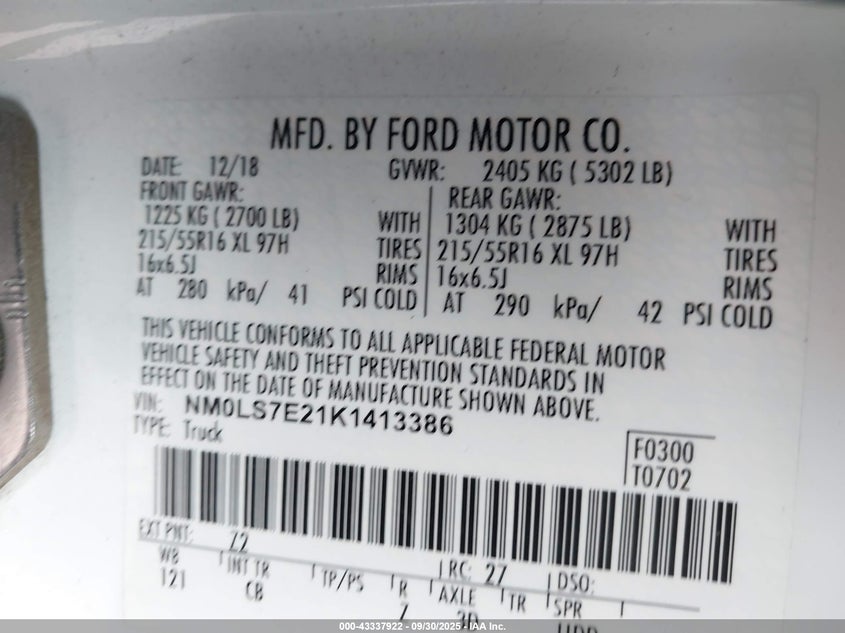 MFD. BY FORD MOTOR CO.
DATE: 12/18 GVWR: 2405 KG ( 5302 LB)
FRONT GAWR: REAR GAWR:
1225 KG ( 2700 LB) WITH 1304 KG ( 2875 LB) WITH
215/55R16 XL 97H TIRES 215/55R16 XL 97H TIRES
16x6.5J RIMS 16x6.5J RIMS
AT 280 kPa/ 41 PSI COLD AT 290 kPa/ 42 PSI COLD
THIS VEHICLE CONFORMS TO ALL APPLICABLE FEDERAL MOTOR
VEHICLE SAFETY AND THEFT PREVENTION STANDARDS IN
EFFECT ON THE DATE OF MANUFACTURE SHOWN ABOVE.
VIN: NM0LS7E21K1413386
TYPE: Truck
F0300
T0702
EXT PNT: Z2 RC: 27 DSO:
WB INT TR TP/PS R AXLE TR SPR
121 CB
000-43337922 - 09/30/2025 - IAA Inc.